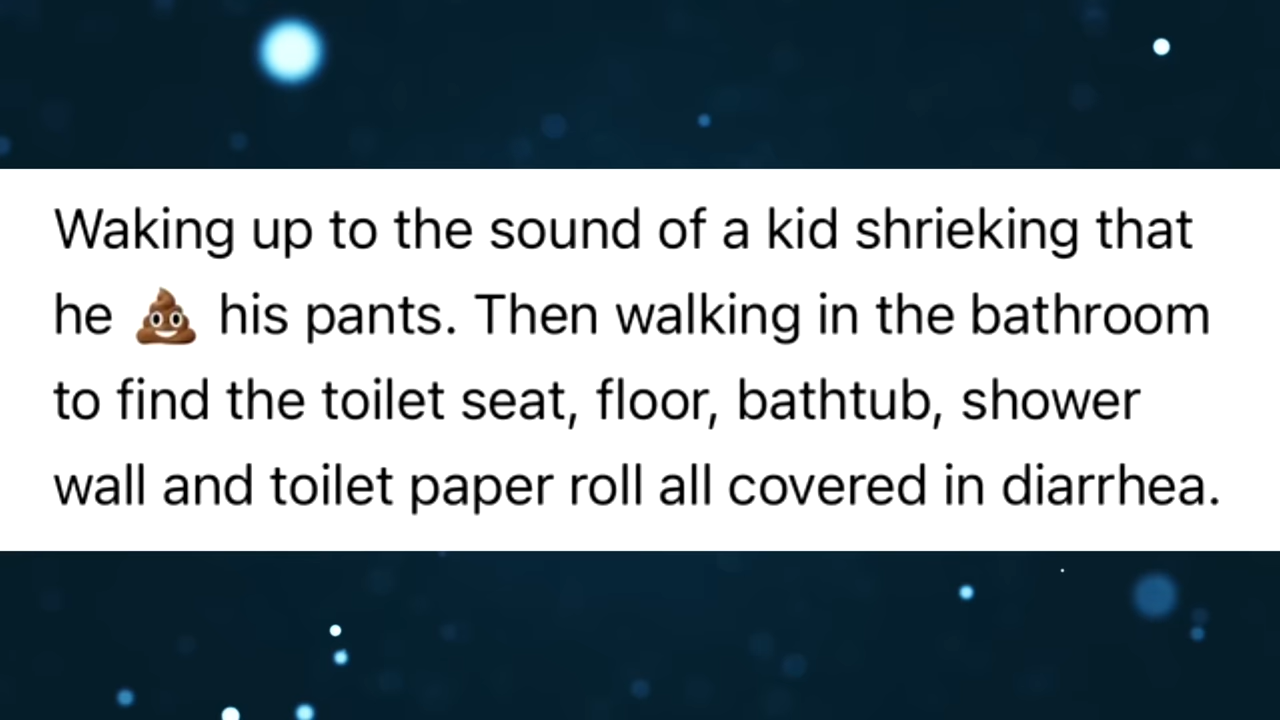 Waking up to the sound of a kid shrieking that
he 💩 his pants. Then walking in the bathroom
to find the toilet seat, floor, bathtub, shower
wall and toilet paper roll all covered in diarrhea.